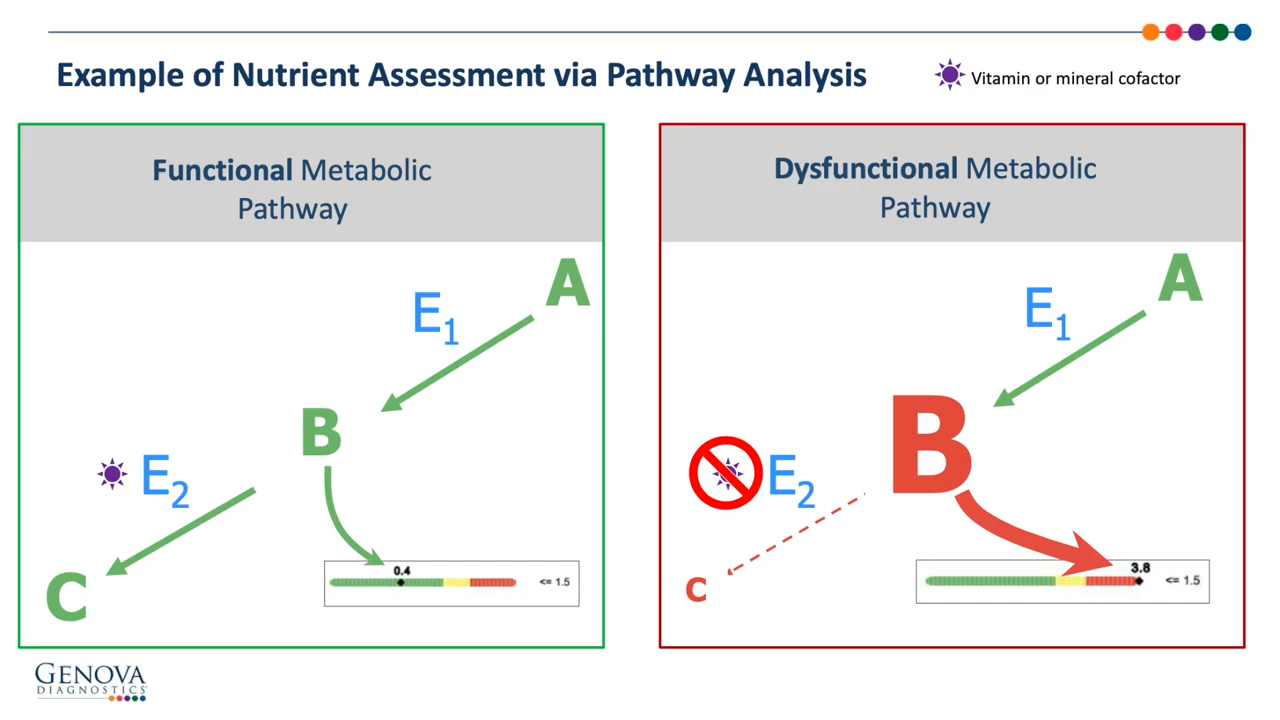 Example of Nutrient Assessment via Pathway Analysis
Vitamin or mineral cofactor
Functional Metabolic
Pathway
A
E1
B
E2
C
0.4
<= 1.5
Dysfunctional Metabolic
Pathway
A
E1
B
E2
C
3.8
<= 1.5
GENOVA
DIAGNOSTICS